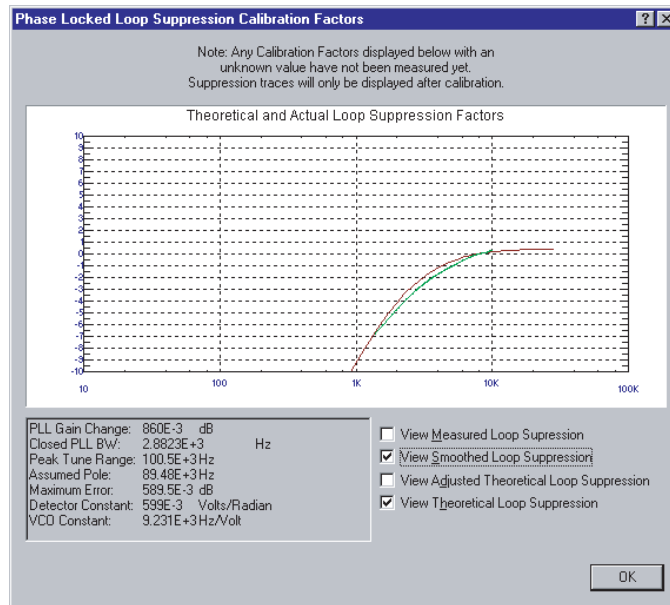 Phase Locked Loop Suppression Calibration Factors
Note: Any Calibration Factors displayed below with an
unknown value have not been measured yet.
Suppression traces will only be displayed after calibration.
Theoretical and Actual Loop Suppression Factors
10
9
8
7
6
5
4
3
2
1
0
-1
-2
-3
-4
-5
-6
-7
-8
-9
-10
10 100 1K 10K 100K
PLL Gain Change: 860E-3 dB
Closed PLL BW: 2.8823E+3 Hz
Peak Tune Range: 100.5E+3 Hz
Assumed Pole: 89.48E+3 Hz
Maximum Error: 589.5E-3 dB
Detector Constant: 599E-3 Volts/Radian
VCO Constant: 9.231E+3 Hz/Volt
View Measured Loop Supression
View Smoothed Loop Suppression
View Adjusted Theoretical Loop Suppression
View Theoretical Loop Suppression
OK